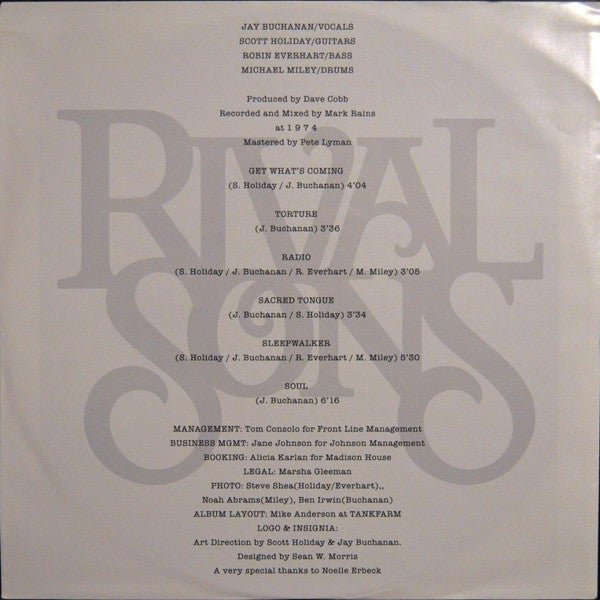 JAY BUCHANAN/VOCALS
SCOTT HOLIDAY/GUITARS
ROBIN EVERHART/BASS
MICHAEL MILEY/DRUMS
Produced by Dave Cobb
Recorded and Mixed by Mark Rains
at 1 9 7 4
Mastered by Pete Lyman
GET WHAT'S COMING
(S. Holiday / J. Buchanan) 4'04
TORTURE
(J. Buchanan) 3'36
RADIO
(S. Holiday / J. Buchanan / R. Everhart / M. Miley) 3'05
SACRED TONGUE
(J. Buchanan / S. Holiday) 3'34
SLEEPWALKER
(S. Holiday / J. Buchanan / R. Everhart / M. Miley) 5'30
SOUL
(J. Buchanan) 6'16
MANAGEMENT: Tom Consolo for Front Line Management
BUSINESS MGMT: Jane Johnson for Johnson Management
BOOKING: Alicia Karlan for Madison House
LEGAL: Marsha Gleeman
PHOTO: Steve Shea(Holiday/Everhart),,
Noah Abrams(Miley), Ben Irwin(Buchanan)
ALBUM LAYOUT: Mike Anderson at TANKFARM
LOGO & INSIGNIA:
Art Direction by Scott Holiday & Jay Buchanan.
Designed by Sean W. Morris
A very special thanks to Noelle Erbeck
RIVAL
SONS